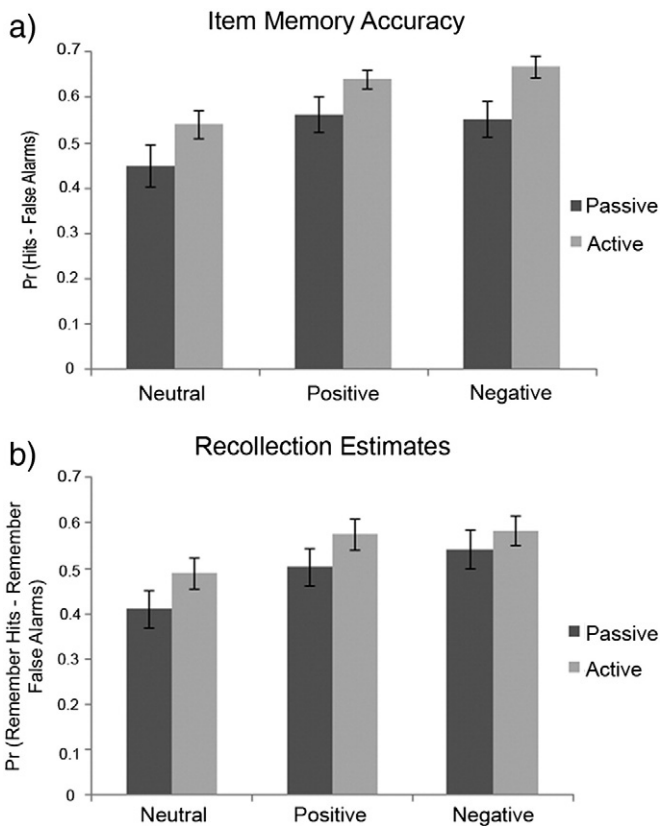 a)
Item Memory Accuracy
Pr (Hits - False Alarms)
0.7
0.6
0.5
0.4
0.3
0.2
0.1
0
Neutral Positive Negative
Passive
Active
b)
Recollection Estimates
Pr (Remember Hits - Remember
False Alarms)
0.7
0.6
0.5
0.4
0.3
0.2
0.1
0
Neutral Positive Negative
Passive
Active